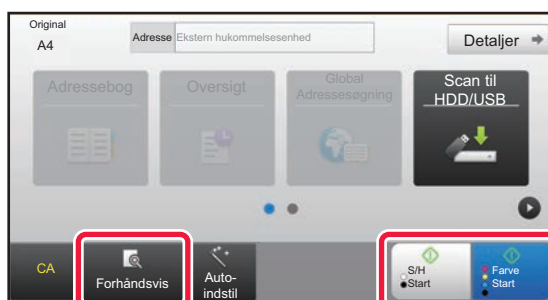 Original
A4
Adresse Ekstern hukommelsesenhed
Detaljer
Adressebog
Oversigt
Global
Adressesøgning
Scan til
HDD/USB
CA
Forhåndsvis
Auto-
indstil
S/H
Start
Farve
Start